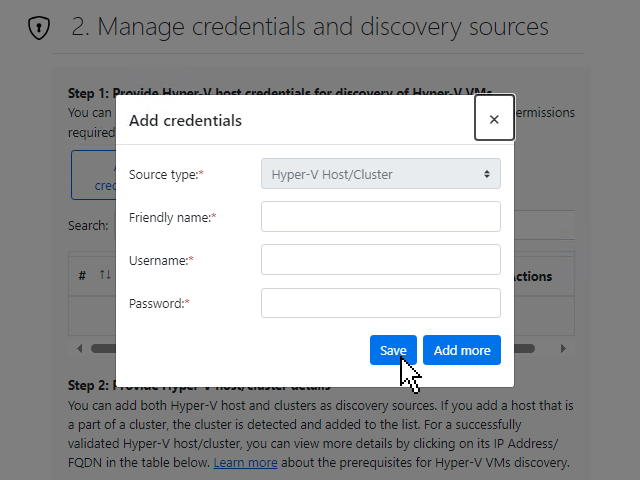 2. Manage credentials and discovery sources
Step 1: Provide Hyper-V host credentials for discovery of Hyper-V VMs
You can
ermissions
required
Add credentials
×
Source type:*
Hyper-V Host/Cluster
Friendly name:*
cred
Search:
Username:*
#
ctions
Password:*
Save
Add more
Step 2: Provide Hyper-V host/cluster details
You can add both Hyper-V host and clusters as discovery sources. If you add a host that is
a part of a cluster, the cluster is detected and added to the list. For a successfully
validated Hyper-V host/cluster, you can view more details by clicking on its IP Address/
FQDN in the table below. Learn more about the prerequisites for Hyper-V VMs discovery.